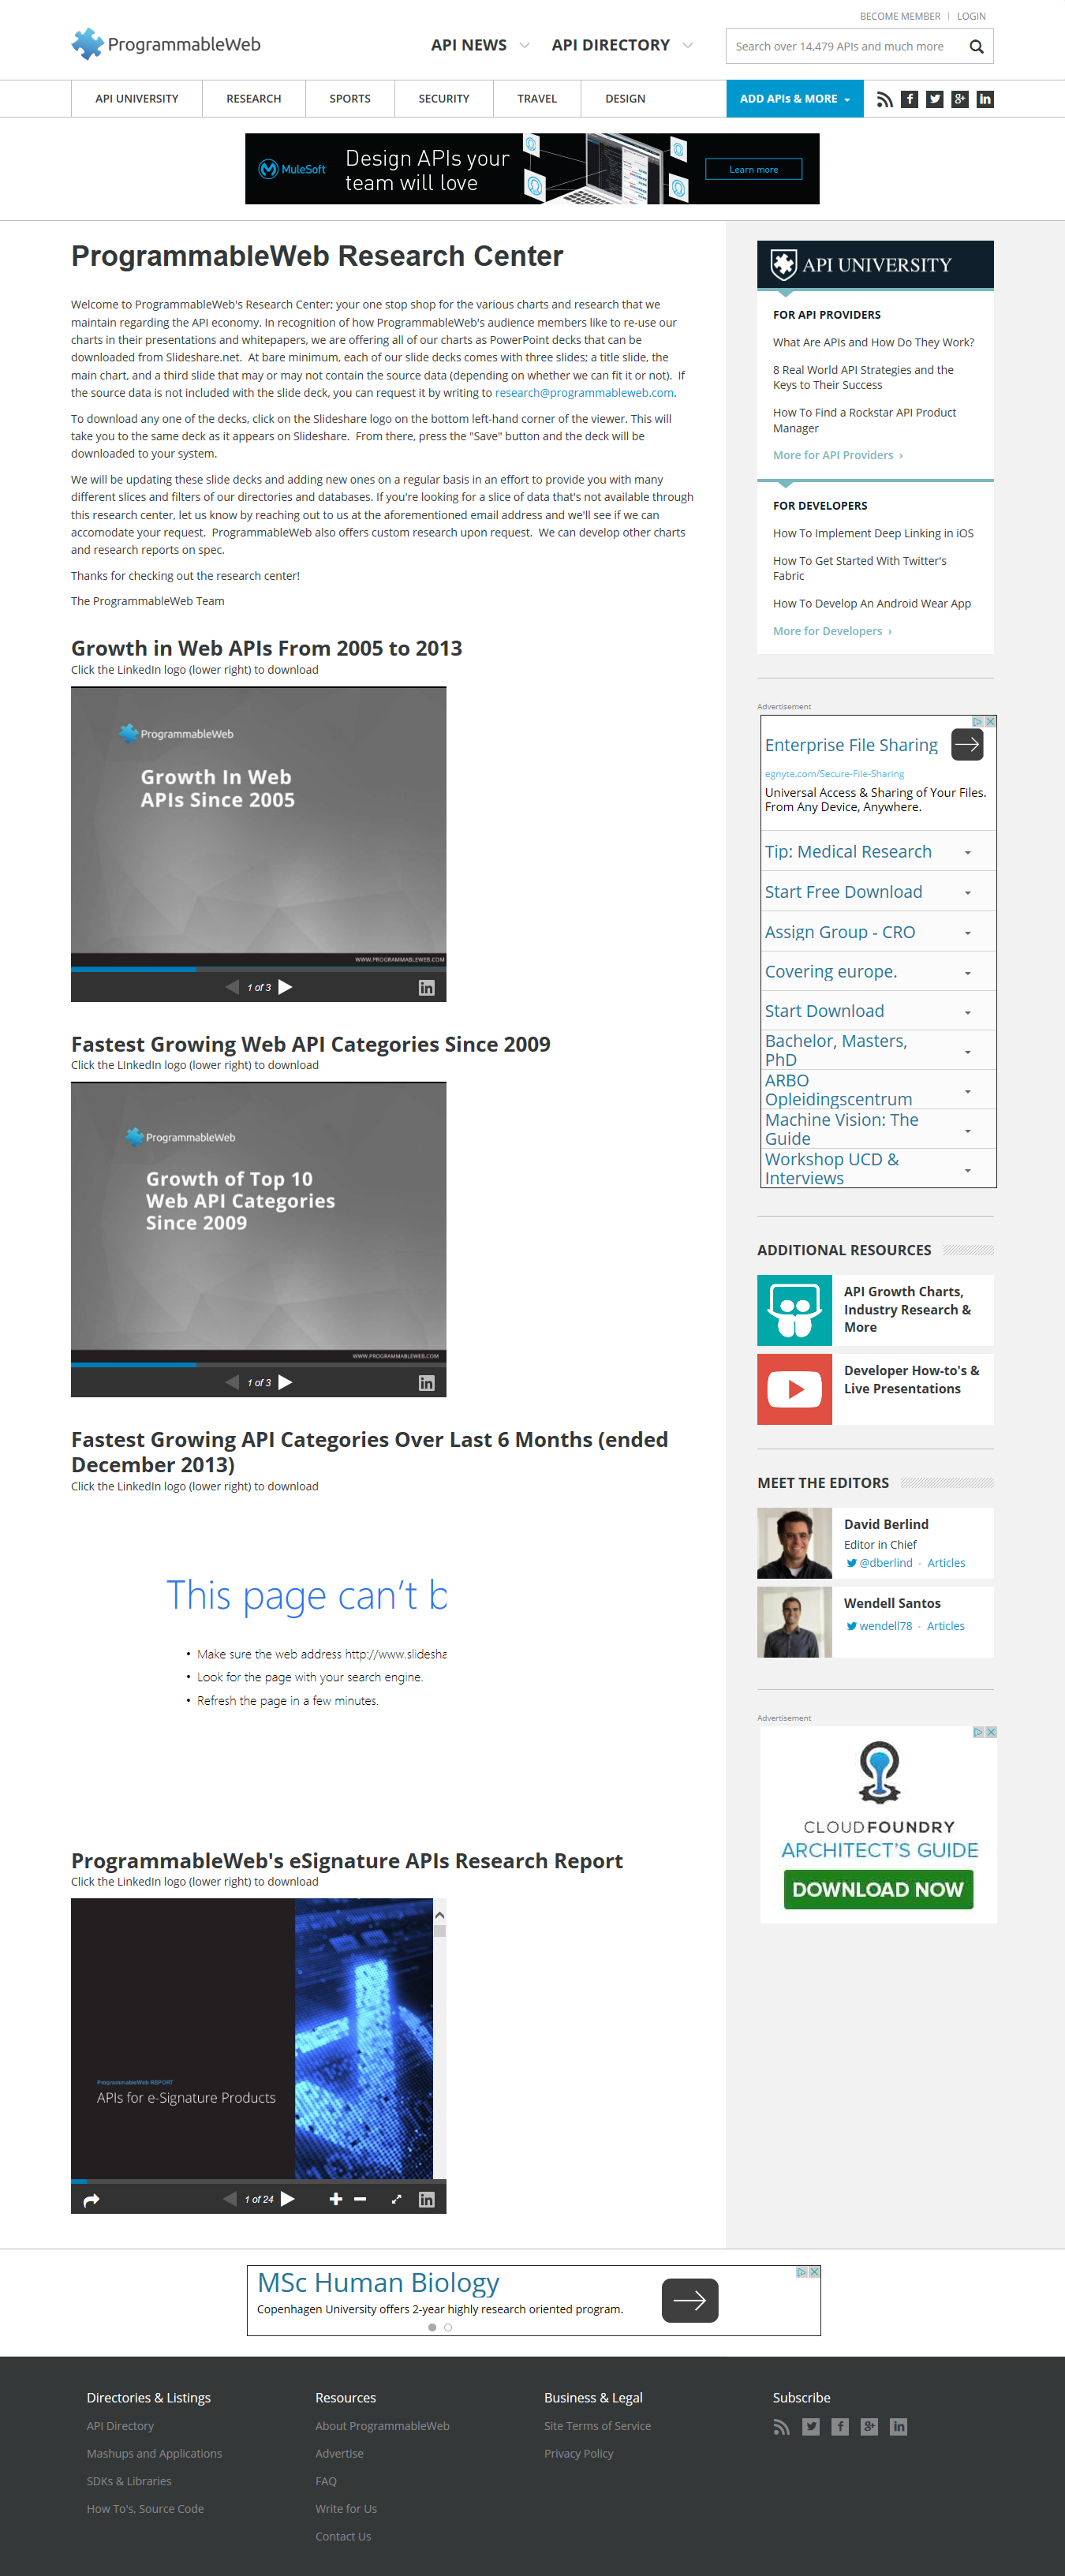 BECOME MEMBER | LOGIN
ProgrammableWeb
API NEWS
API DIRECTORY
Search over 14,479 APIs and much more
API UNIVERSITY
RESEARCH
SPORTS
SECURITY
TRAVEL
DESIGN
ADD APIs & MORE
MuleSoft
Design APIs your
team will love
Learn more
ProgrammableWeb Research Center
Welcome to ProgrammableWeb's Research Center; your one stop shop for the various charts and research that we
maintain regarding the API economy. In recognition of how ProgrammableWeb's audience members like to re-use our
charts in their presentations and whitepapers, we are offering all of our charts as PowerPoint decks that can be
downloaded from Slideshare.net.  At bare minimum, each of our slide decks comes with three slides; a title slide, the
main chart, and a third slide that may or may not contain the source data (depending on whether we can fit it or not).  If
the source data is not included with the slide deck, you can request it by writing to research@programmableweb.com.
To download any one of the decks, click on the Slideshare logo on the bottom left-hand corner of the viewer. This will
take you to the same deck as it appears on Slideshare.  From there, press the "Save" button and the deck will be
downloaded to your system.
We will be updating these slide decks and adding new ones on a regular basis in an effort to provide you with many
different slices and filters of our directories and databases. If you're looking for a slice of data that's not available through
this research center, let us know by reaching out to us at the aforementioned email address and we'll see if we can
accomodate your request.  ProgrammableWeb also offers custom research upon request.  We can develop other charts
and research reports on spec.
Thanks for checking out the research center!
The ProgrammableWeb Team
Growth in Web APIs From 2005 to 2013
Click the LinkedIn logo (lower right) to download
ProgrammableWeb
Growth In Web
APIs Since 2005
WWW.PROGRAMMABLEWEB.COM
1 of 3
Fastest Growing Web API Categories Since 2009
Click the LInkedIn logo (lower right) to download
ProgrammableWeb
Growth of Top 10
Web API Categories
Since 2009
WWW.PROGRAMMABLEWEB.COM
1 of 3
Fastest Growing API Categories Over Last 6 Months (ended
December 2013)
Click the LinkedIn logo (lower right) to download
This page can't b
• Make sure the web address http://www.slidesha
• Look for the page with your search engine.
• Refresh the page in a few minutes.
ProgrammableWeb's eSignature APIs Research Report
Click the LinkedIn logo (lower right) to download
ProgrammableWeb REPORT
APIs for e-Signature Products
1 of 24
API UNIVERSITY
FOR API PROVIDERS
What Are APIs and How Do They Work?
8 Real World API Strategies and the
Keys to Their Success
How To Find a Rockstar API Product
Manager
More for API Providers ›
FOR DEVELOPERS
How To Implement Deep Linking in iOS
How To Get Started With Twitter's
Fabric
How To Develop An Android Wear App
More for Developers ›
Advertisement
Enterprise File Sharing
egnyte.com/Secure-File-Sharing
Universal Access & Sharing of Your Files.
From Any Device, Anywhere.
Tip: Medical Research
Start Free Download
Assign Group - CRO
Covering europe.
Start Download
Bachelor, Masters,
PhD
ARBO
Opleidingscentrum
Machine Vision: The
Guide
Workshop UCD &
Interviews
ADDITIONAL RESOURCES
API Growth Charts,
Industry Research &
More
Developer How-to's &
Live Presentations
MEET THE EDITORS
David Berlind
Editor in Chief
@dberlind · Articles
Wendell Santos
wendell78 · Articles
Advertisement
CLOUDFOUNDRY
ARCHITECT'S GUIDE
DOWNLOAD NOW
MSc Human Biology
Copenhagen University offers 2-year highly research oriented program.
Directories & Listings
API Directory
Mashups and Applications
SDKs & Libraries
How To's, Source Code
Resources
About ProgrammableWeb
Advertise
FAQ
Write for Us
Contact Us
Business & Legal
Site Terms of Service
Privacy Policy
Subscribe